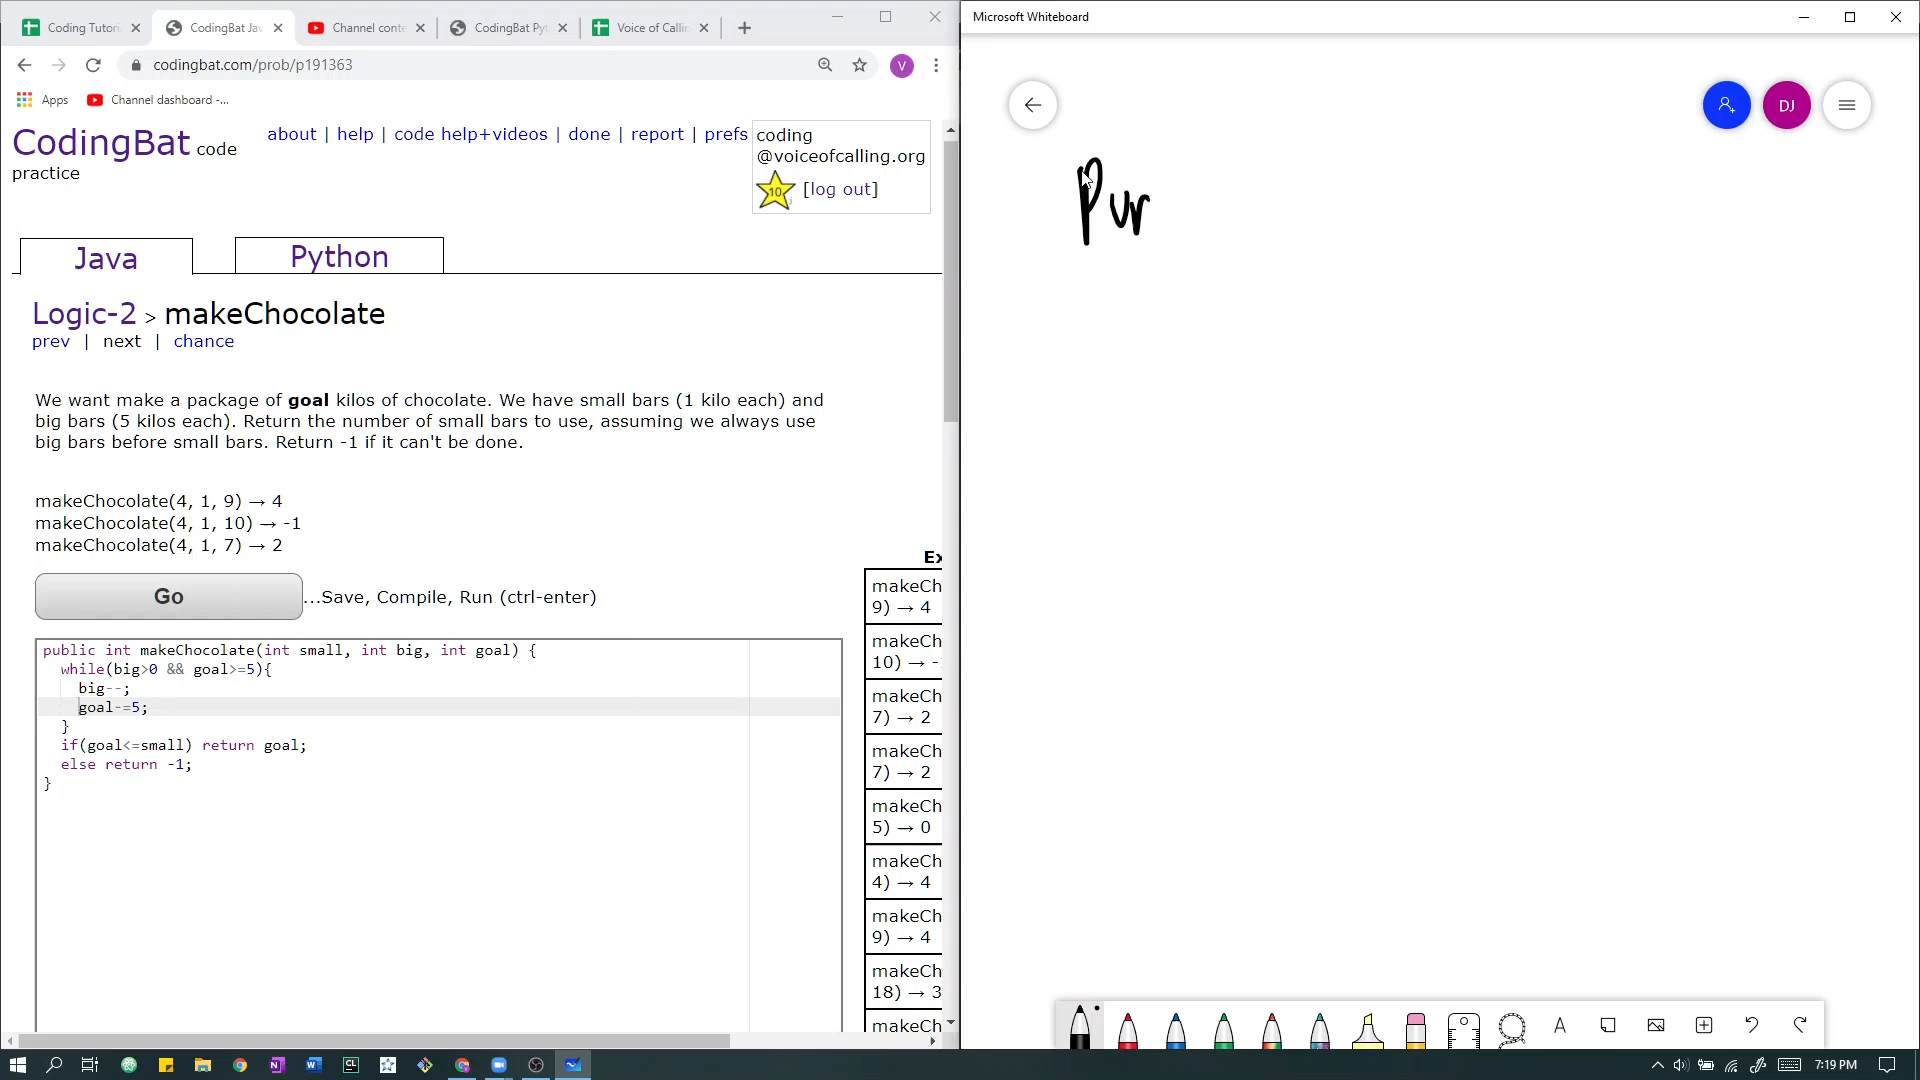 Coding Tutori
CodingBat Jav
Channel conte
CodingBat Pyt
Voice of Callin
Microsoft Whiteboard
codingbat.com/prob/p191363
V
Apps
Channel dashboard -...
CodingBat code practice
about | help | code help+videos | done | report | prefs
coding
@voiceofcalling.org
10
[log out]
Java
Python
Logic-2 > makeChocolate
prev | next | chance
We want make a package of goal kilos of chocolate. We have small bars (1 kilo each) and
big bars (5 kilos each). Return the number of small bars to use, assuming we always use
big bars before small bars. Return -1 if it can't be done.
makeChocolate(4, 1, 9) → 4
makeChocolate(4, 1, 10) → -1
makeChocolate(4, 1, 7) → 2
Go
...Save, Compile, Run (ctrl-enter)
public int makeChocolate(int small, int big, int goal) {
while(big>0 && goal>=5){
big--;
goal-=5;
}
if(goal<=small) return goal;
else return -1;
}
Ex
makeCh
9) → 4
makeCh
10) → -
makeCh
7) → 2
makeCh
7) → 2
makeCh
5) → 0
makeCh
4) → 4
makeCh
9) → 4
makeCh
18) → 3
makeCh
DJ
Pur
A
7:19 PM